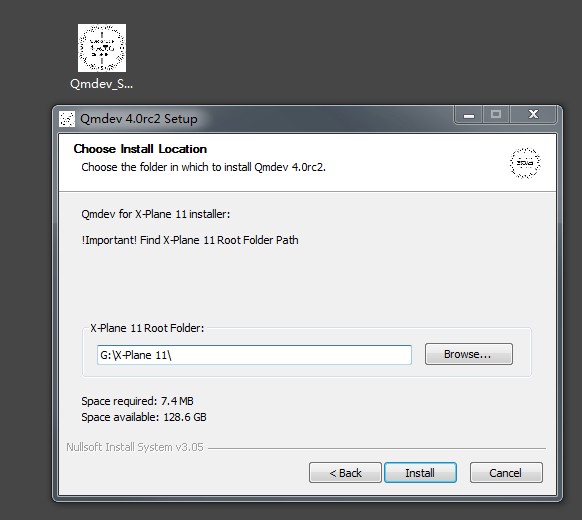 Qmdev_S...
Qmdev 4.0rc2 Setup
Choose Install Location
Choose the folder in which to install Qmdev 4.0rc2.
Qmdev for X-Plane 11 installer:
!Important! Find X-Plane 11 Root Folder Path
X-Plane 11 Root Folder:
G:\X-Plane 11\
Browse...
Space required: 7.4 MB
Space available: 128.6 GB
Nullsoft Install System v3.05
< Back
Install
Cancel